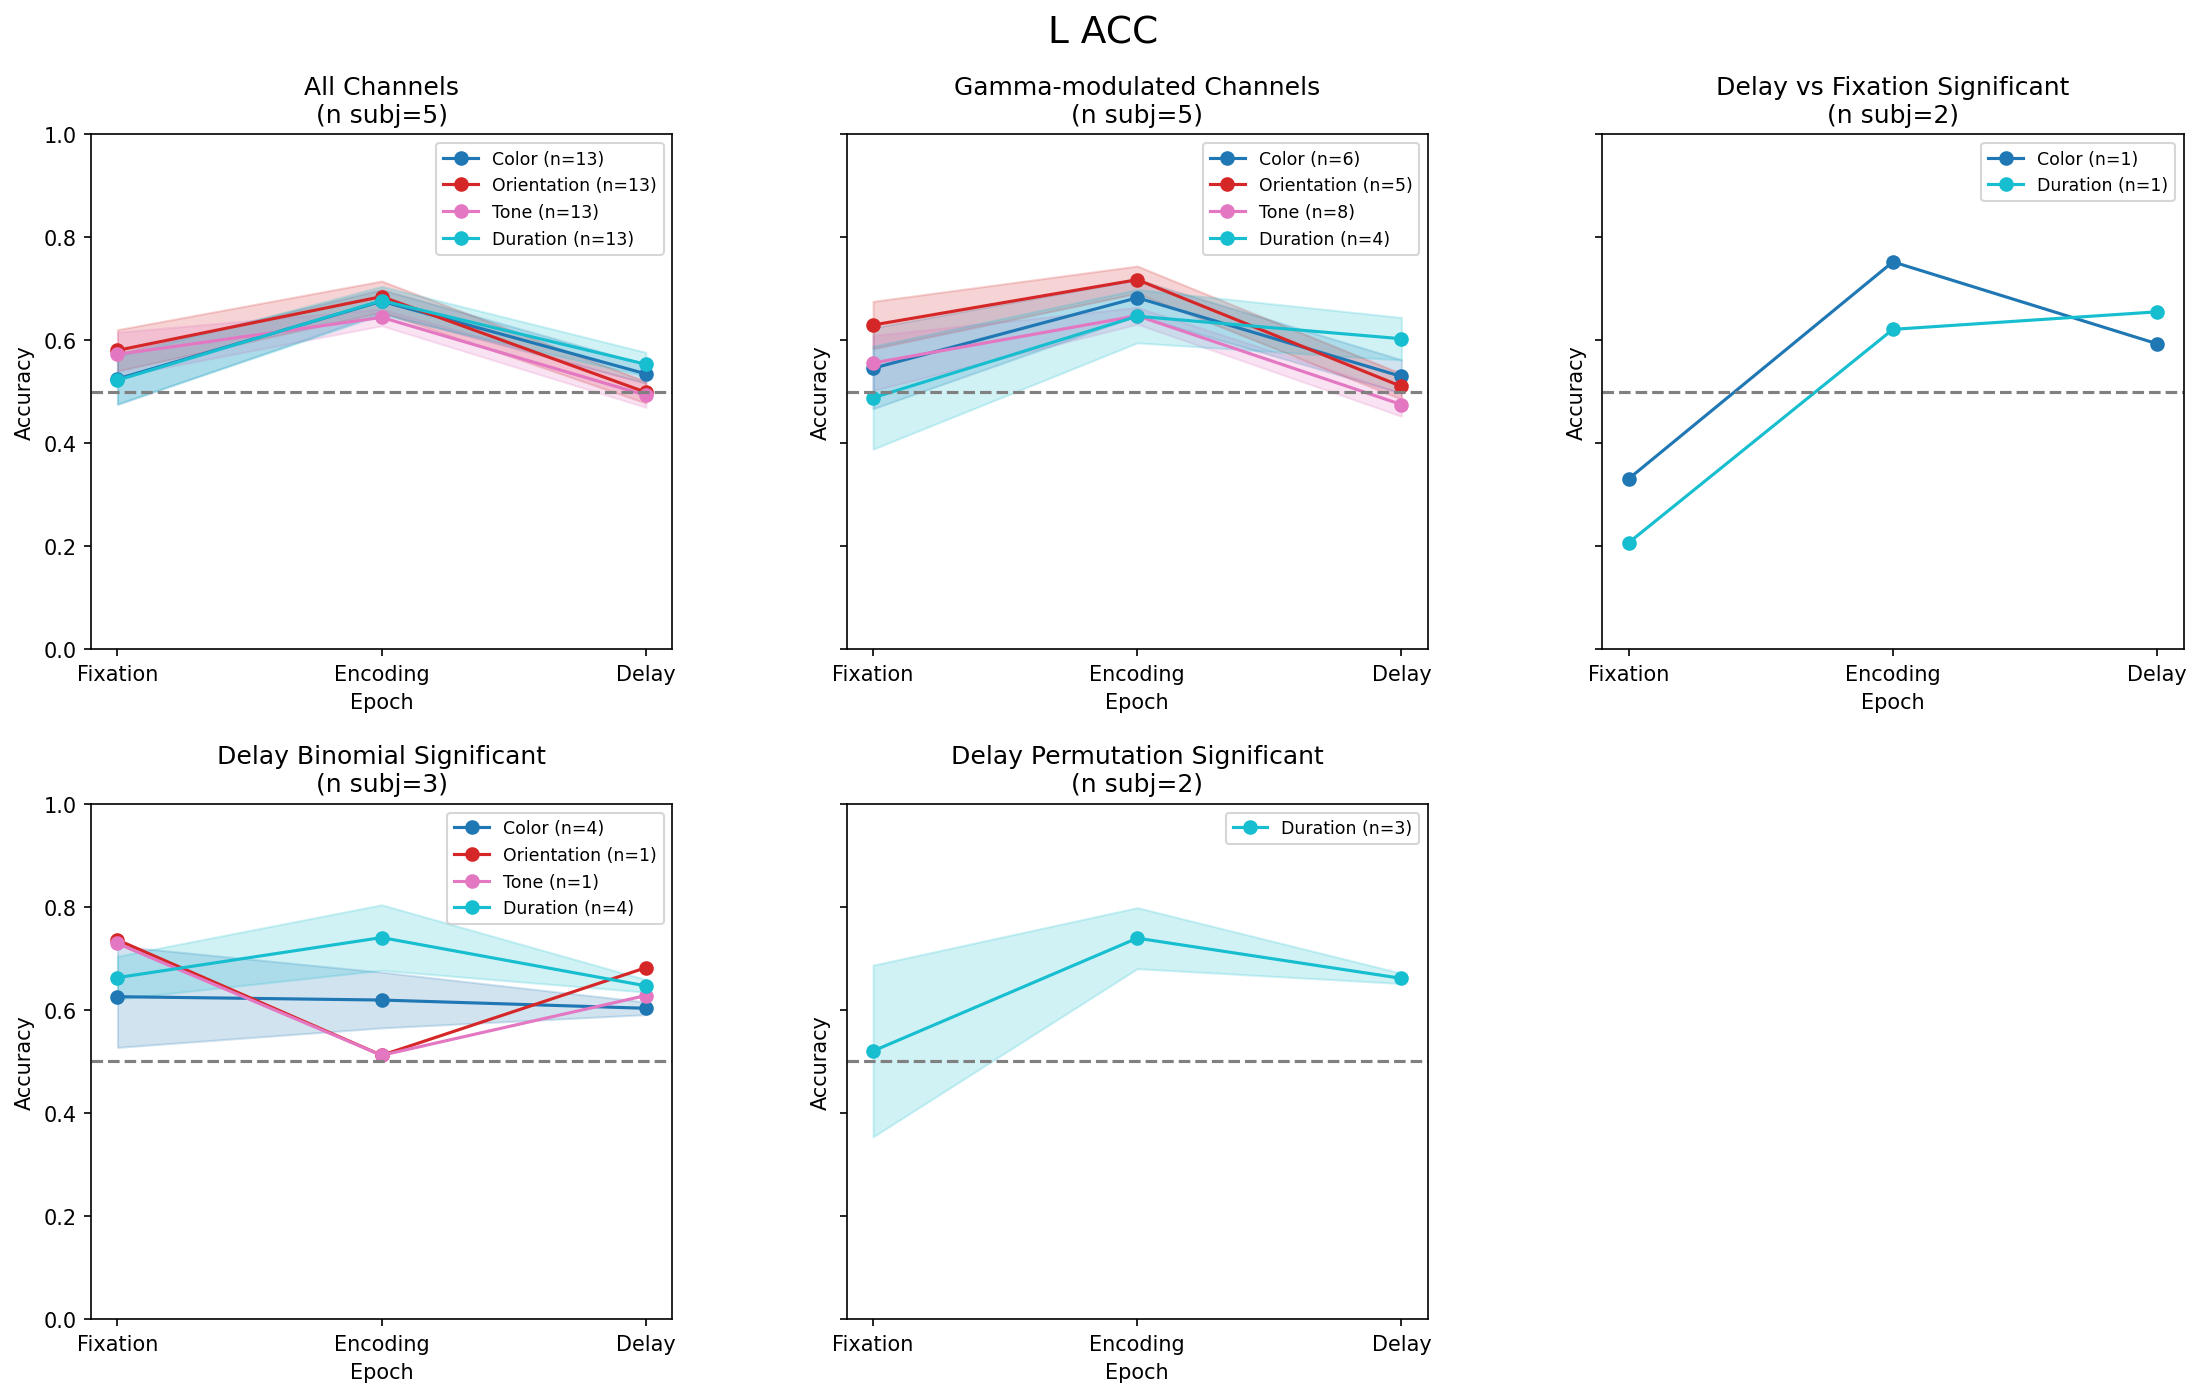 L ACC
All Channels
(n subj=5)
Accuracy
1.0
0.8
0.6
0.4
0.2
0.0
Color (n=13)
Orientation (n=13)
Tone (n=13)
Duration (n=13)
Fixation
Encoding
Delay
Epoch
Gamma-modulated Channels
(n subj=5)
Accuracy
Color (n=6)
Orientation (n=5)
Tone (n=8)
Duration (n=4)
Fixation
Encoding
Delay
Epoch
Delay vs Fixation Significant
(n subj=2)
Accuracy
Color (n=1)
Duration (n=1)
Fixation
Encoding
Delay
Epoch
Delay Binomial Significant
(n subj=3)
Accuracy
1.0
0.8
0.6
0.4
0.2
0.0
Color (n=4)
Orientation (n=1)
Tone (n=1)
Duration (n=4)
Fixation
Encoding
Delay
Epoch
Delay Permutation Significant
(n subj=2)
Accuracy
Duration (n=3)
Fixation
Encoding
Delay
Epoch